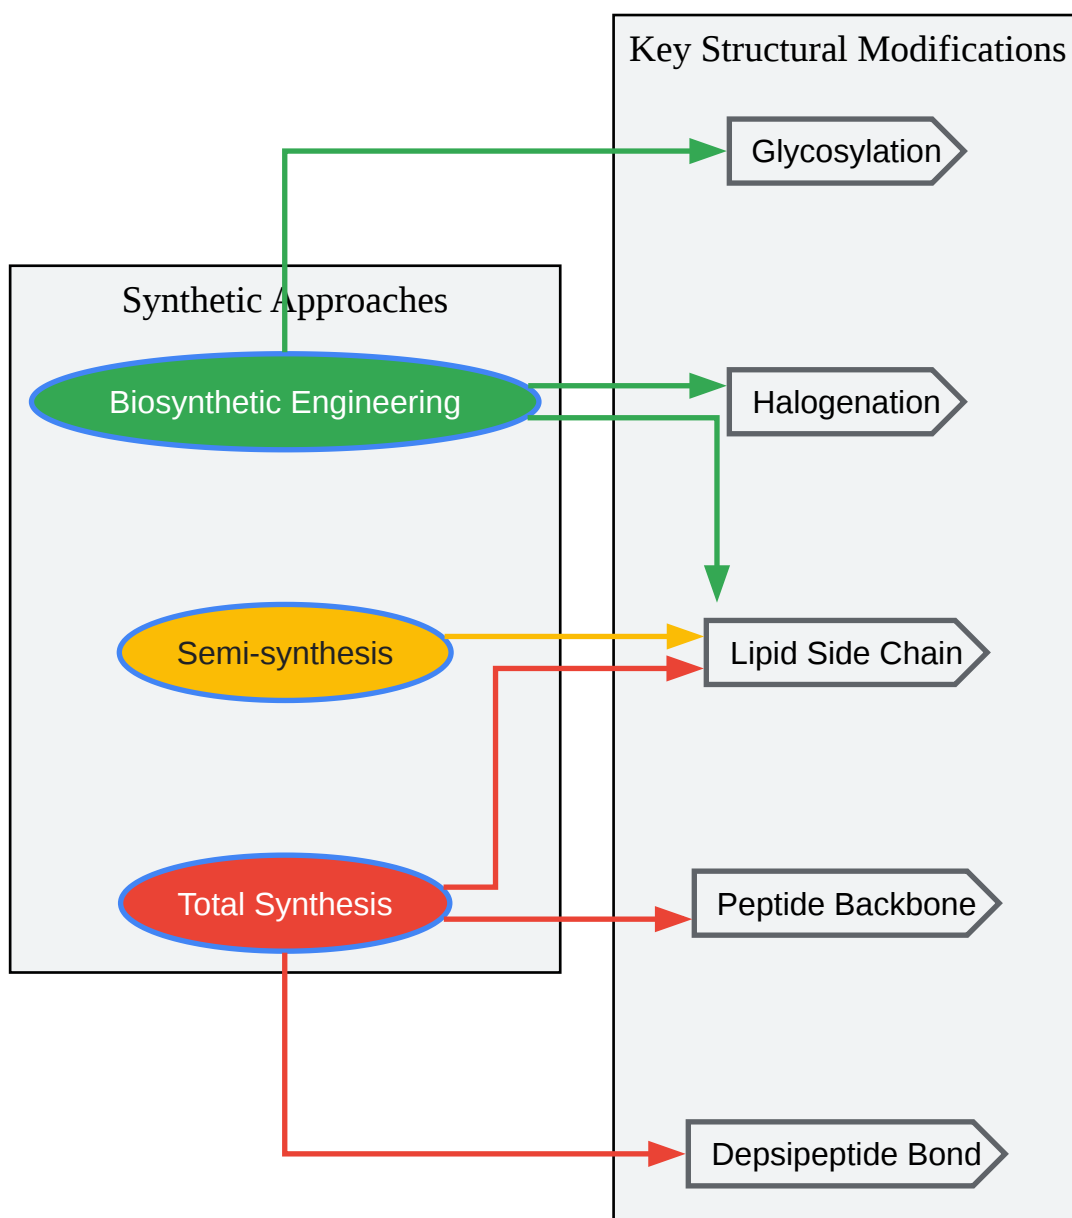 Key Structural Modifications
Glycosylation
Synthetic Approaches
Biosynthetic Engineering
Halogenation
Semi-synthesis
Lipid Side Chain
Total Synthesis
Peptide Backbone
Depsipeptide Bond